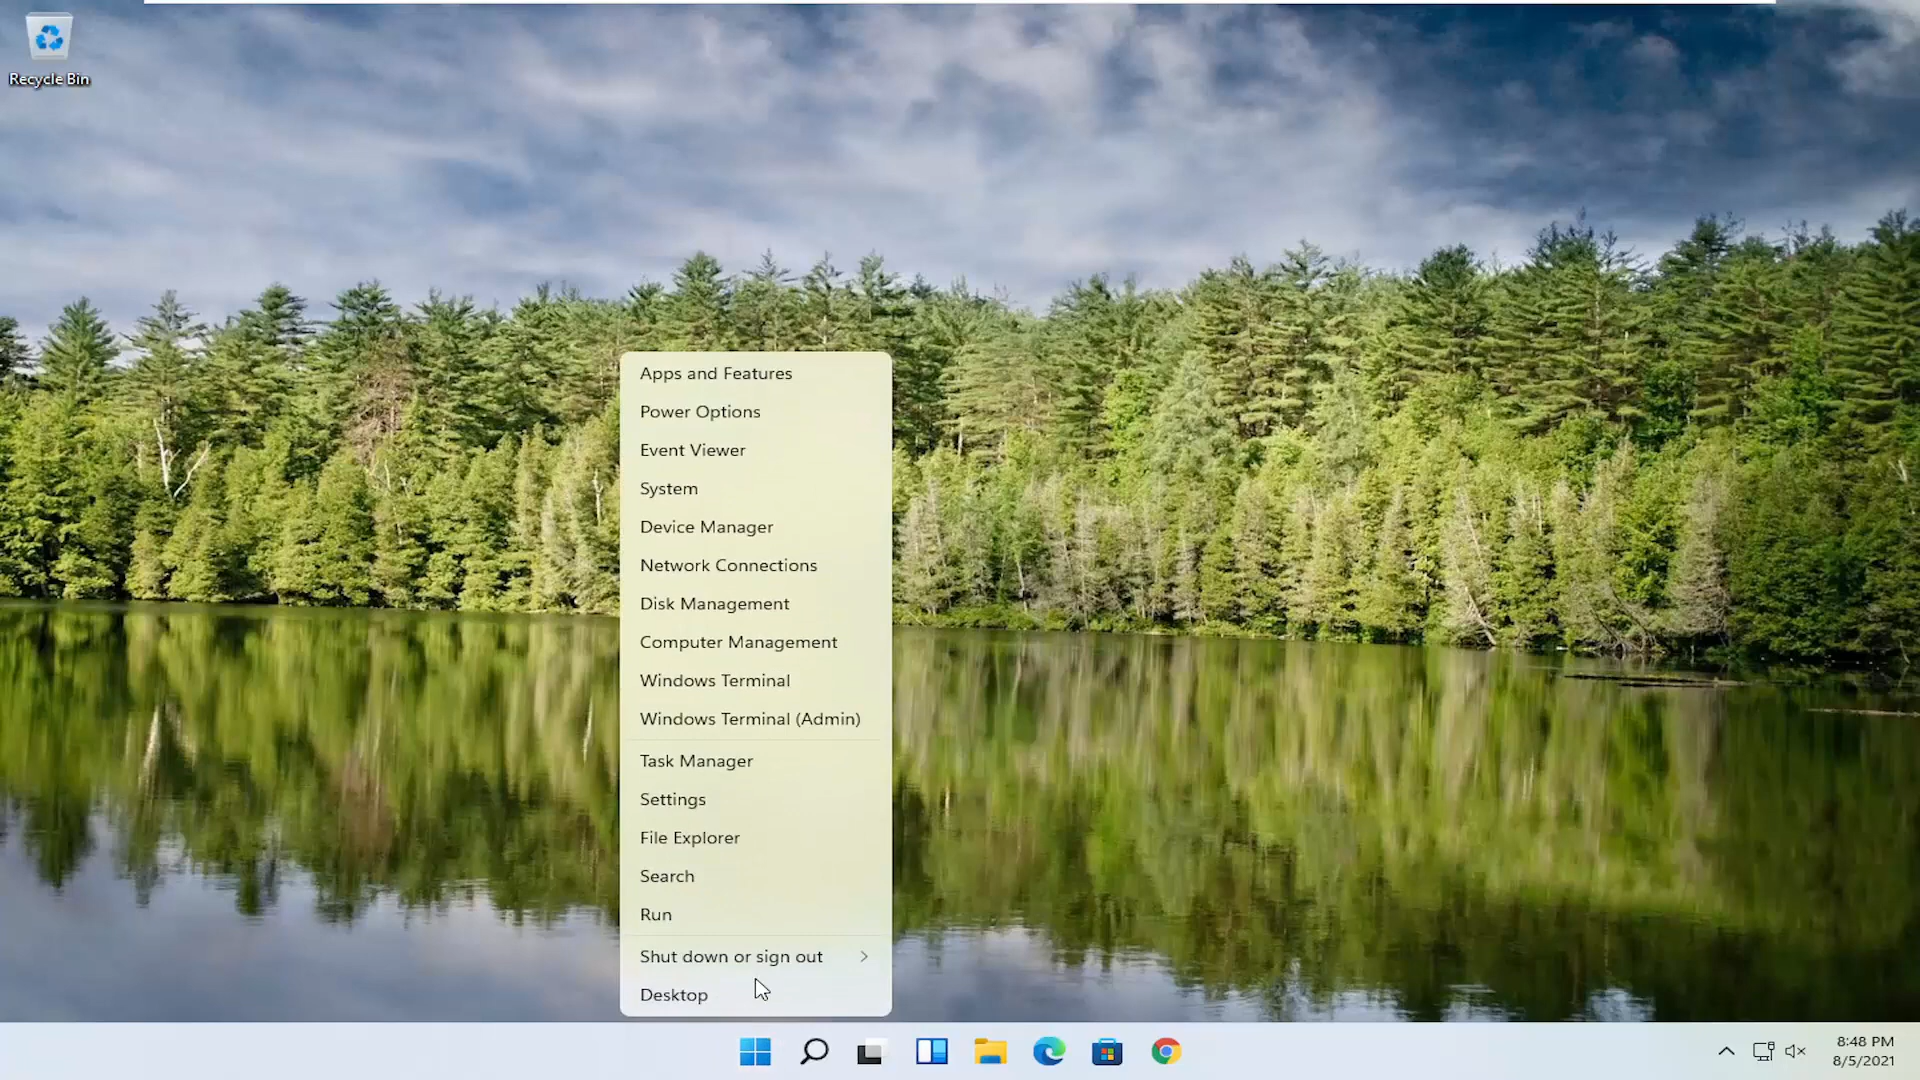 Recycle Bin
Apps and Features
Power Options
Event Viewer
System
Device Manager
Network Connections
Disk Management
Computer Management
Windows Terminal
Windows Terminal (Admin)
Task Manager
Settings
File Explorer
Search
Run
Shut down or sign out
Desktop
8:48 PM
8/5/2021